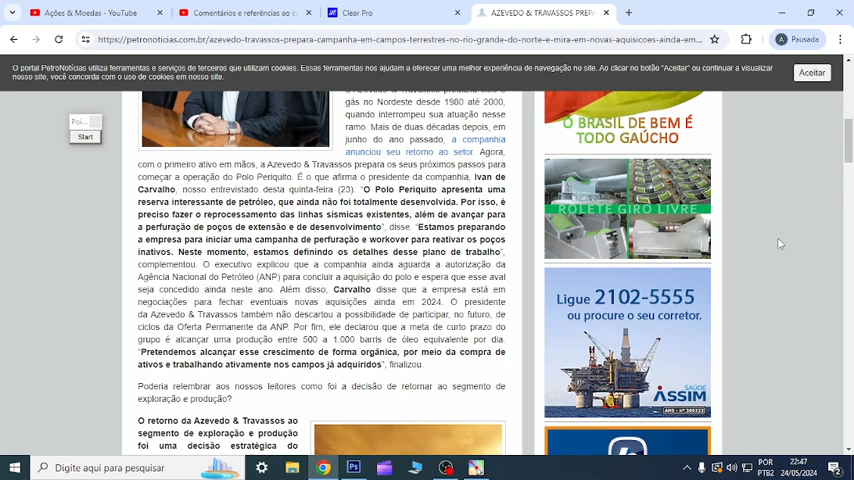 Ações & Moedas - YouTube
Comentários e referências ao c
Clear Pro
AZEVEDO & TRAVASSOS PREPA
https://petronoticias.com.br/azevedo-travassos-prepara-campanha-em-campos-terrestres-no-rio-grande-do-norte-e-mira-em-novas-aquisicoes-ainda-em...
A
Pausada
O portal PetroNotícias utiliza ferramentas e serviços de terceiros que utilizam cookies. Essas ferramentas nos ajudam a oferecer uma melhor experiência de navegação no site. Ao clicar no botão "Aceitar" ou continuar a visualizar
nosso site, você concorda com o uso de cookies em nosso site.
Aceitar
Poi...
Start
gás no Nordeste desde 1980 até 2000,
quando interrompeu sua atuação nesse
ramo. Mais de duas décadas depois, em
junho do ano passado, a companhia
anunciou seu retorno ao setor. Agora,
com o primeiro ativo em mãos, a Azevedo & Travassos prepara os seus próximos passos para
começar a operação do Polo Periquito. É o que afirma o presidente da companhia, Ivan de
Carvalho, nosso entrevistado desta quinta-feira (23). "O Polo Periquito apresenta uma
reserva interessante de petróleo, que ainda não foi totalmente desenvolvida. Por isso, é
preciso fazer o reprocessamento das linhas sísmicas existentes, além de avançar para
a perfuração de poços de extensão e de desenvolvimento", disse. "Estamos preparando
a empresa para iniciar uma campanha de perfuração e workover para reativar os poços
inativos. Neste momento, estamos definindo os detalhes desse plano de trabalho",
complementou. O executivo explicou que a companhia ainda aguarda a autorização da
Agência Nacional do Petróleo (ANP) para concluir a aquisição do polo e espera que esse aval
seja concedido ainda neste ano. Além disso, Carvalho disse que a empresa está em
negociações para fechar eventuais novas aquisições ainda em 2024. O presidente
da Azevedo & Travassos também não descartou a possibilidade de participar, no futuro, de
ciclos da Oferta Permanente da ANP. Por fim, ele declarou que a meta de curto prazo do
grupo é alcançar uma produção entre 500 a 1.000 barris de óleo equivalente por dia.
"Pretendemos alcançar esse crescimento de forma orgânica, por meio da compra de
ativos e trabalhando ativamente nos campos já adquiridos", finalizou.
Poderia relembrar aos nossos leitores como foi a decisão de retornar ao segmento de
exploração e produção?
O retorno da Azevedo & Travassos ao
segmento de exploração e produção
foi uma decisão estratégica do
O BRASIL DE BEM É
TODO GAÚCHO
ROLETE GIRO LIVRE
Ligue 2102-5555
ou procure o seu corretor.
SAÚDE
ASSIM
ANS - nº 309222
Digite aqui para pesquisar
POR
PTB2
22:47
24/05/2024
2